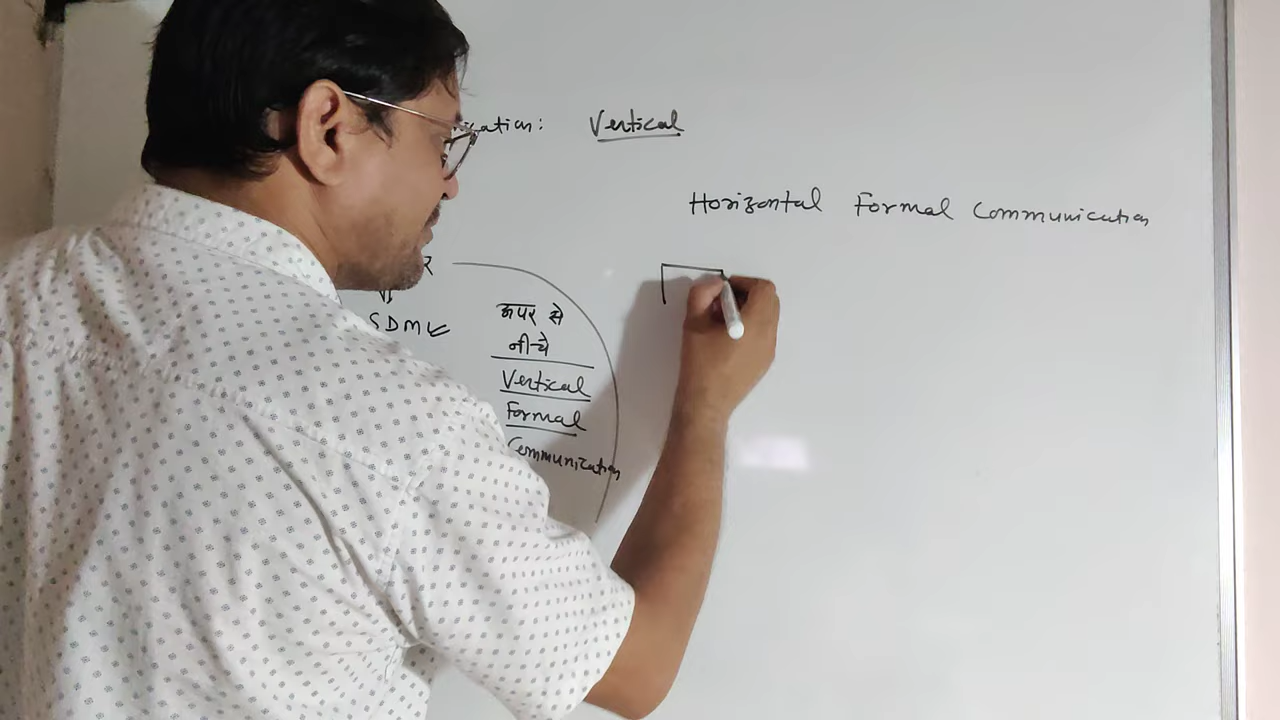 Vertical
Horizontal Formal Communication
SDM
ऊपर से
नीचे
Vertical
Formal
Communication